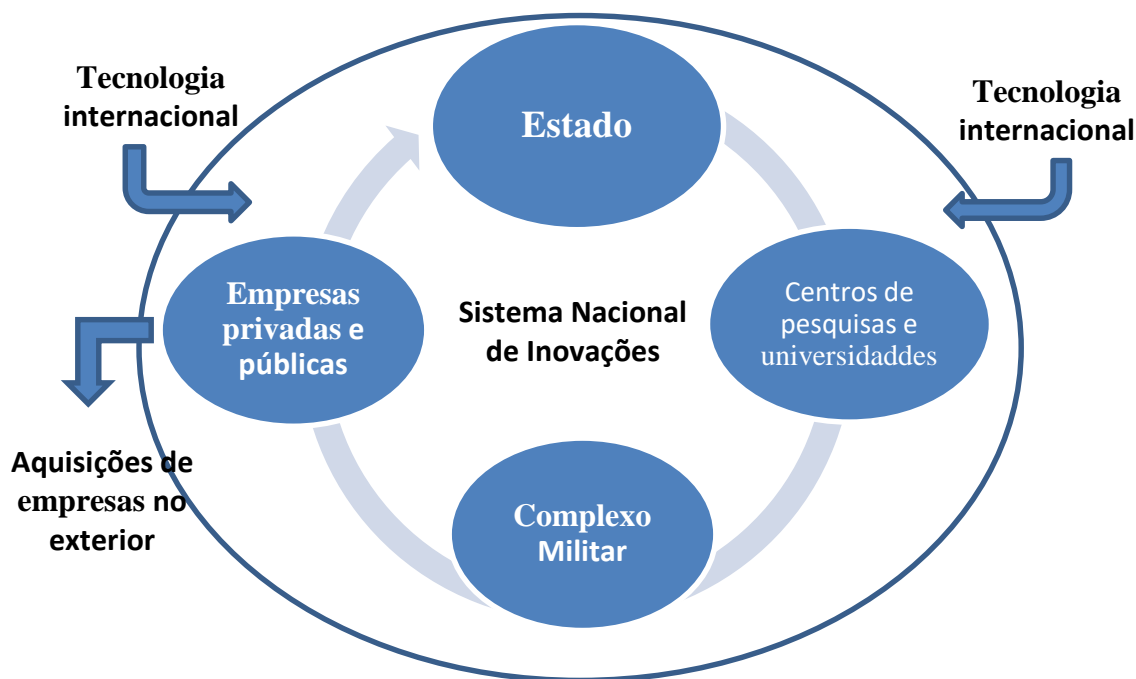 Estado
Tecnologia
internacional
Tecnologia
internacional
Empresas
privadas e
públicas
Sistema Nacional
de Inovações
Centros de
pesquisas e
universidaddes
Aquisições de
empresas no
exterior
Complexo
Militar